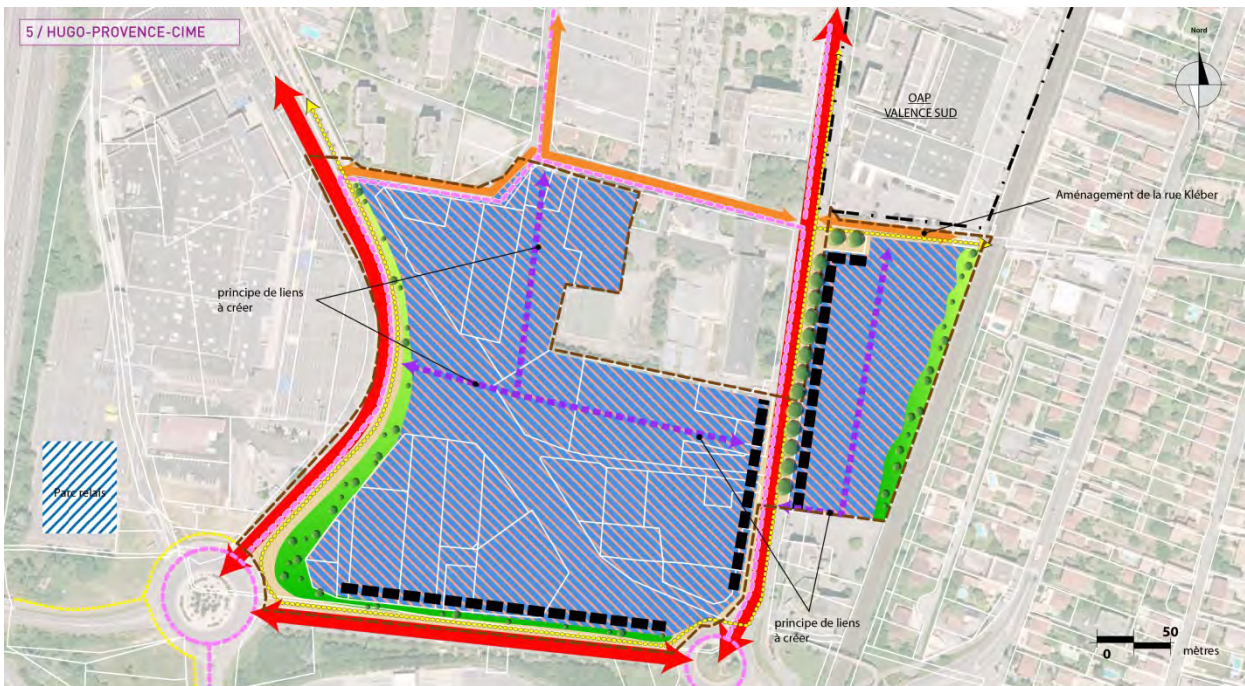 5 / HUGO-PROVENCE-CIME
Nord
OAP
VALENCE SUD
Aménagement de la rue Kléber
principe de liens
à créer
Parc relais
principe de liens
à créer
50
0
mètres